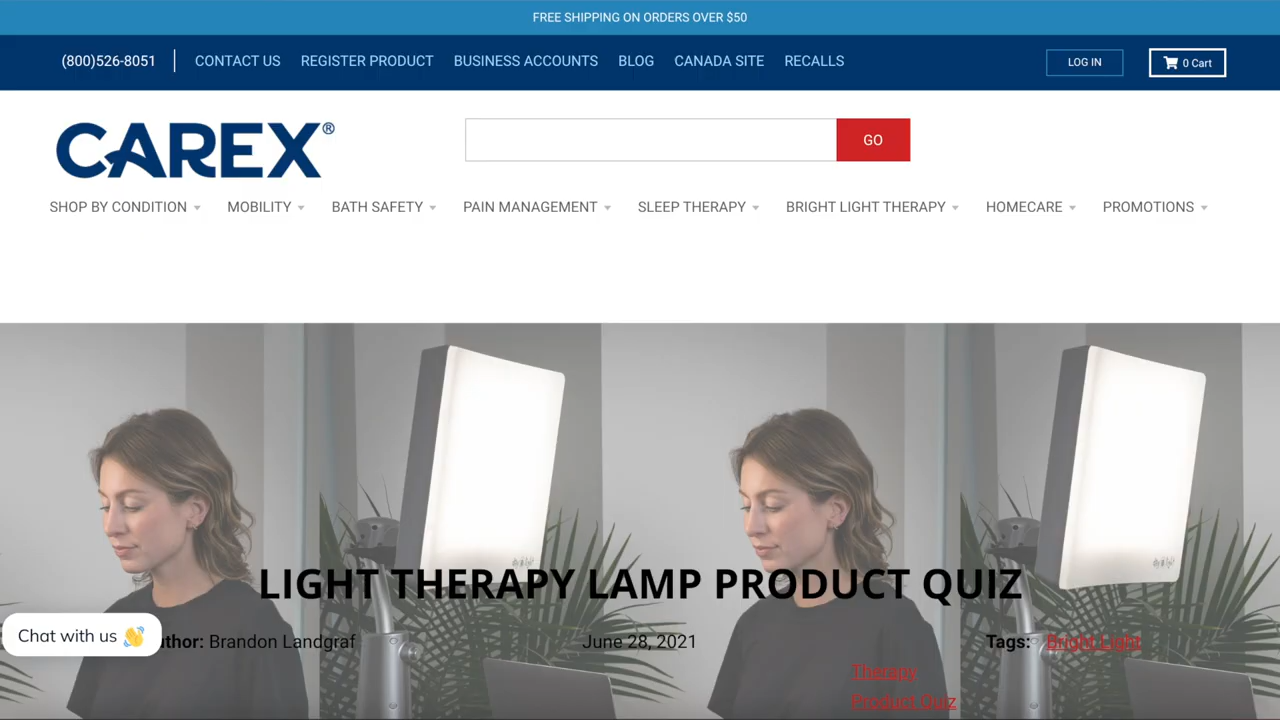 FREE SHIPPING ON ORDERS OVER $50
(800)526-8051 CONTACT US REGISTER PRODUCT BUSINESS ACCOUNTS BLOG CANADA SITE RECALLS LOG IN 0 Cart
CAREX®
GO
SHOP BY CONDITION MOBILITY BATH SAFETY PAIN MANAGEMENT SLEEP THERAPY BRIGHT LIGHT THERAPY HOMECARE PROMOTIONS
LIGHT THERAPY LAMP PRODUCT QUIZ
Chat with us 👋
thor: Brandon Landgraf June 28, 2021 Tags: Bright Light
Therapy
Product Quiz